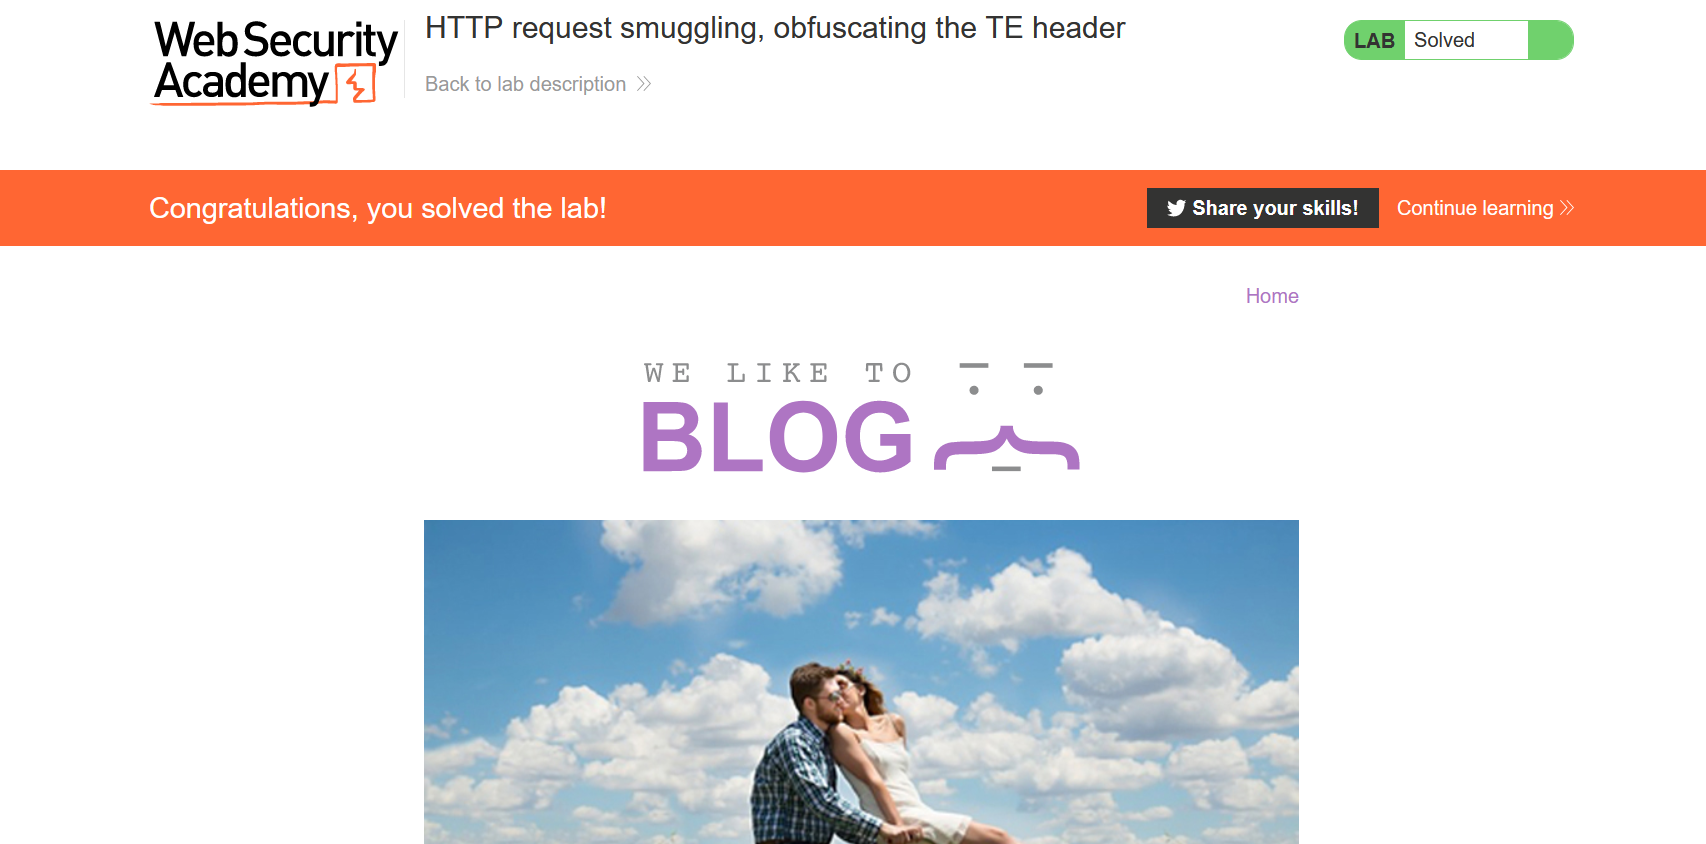 Web Security
Academy
HTTP request smuggling, obfuscating the TE header
Back to lab description
LAB Solved
Congratulations, you solved the lab!
Share your skills!
Continue learning
Home
WE LIKE TO
BLOG